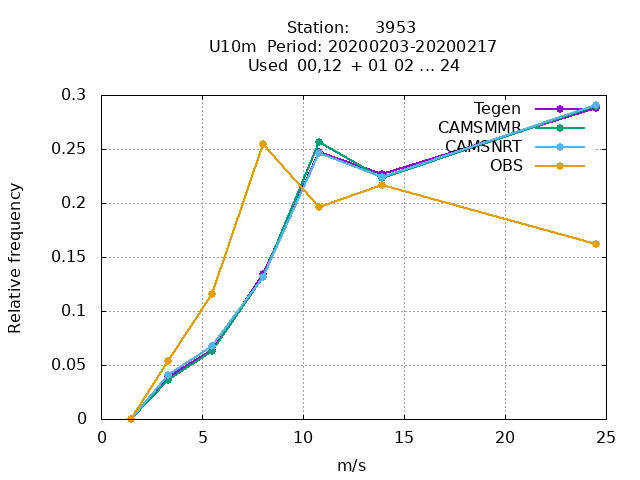 Station: 3953
U10m Period: 20200203-20200217
Used 00,12 + 01 02 ... 24
Tegen
CAMSMMR
CAMSNRT
OBS
Relative frequency
0.3
0.25
0.2
0.15
0.1
0.05
0
0 5 10 15 20 25
m/s